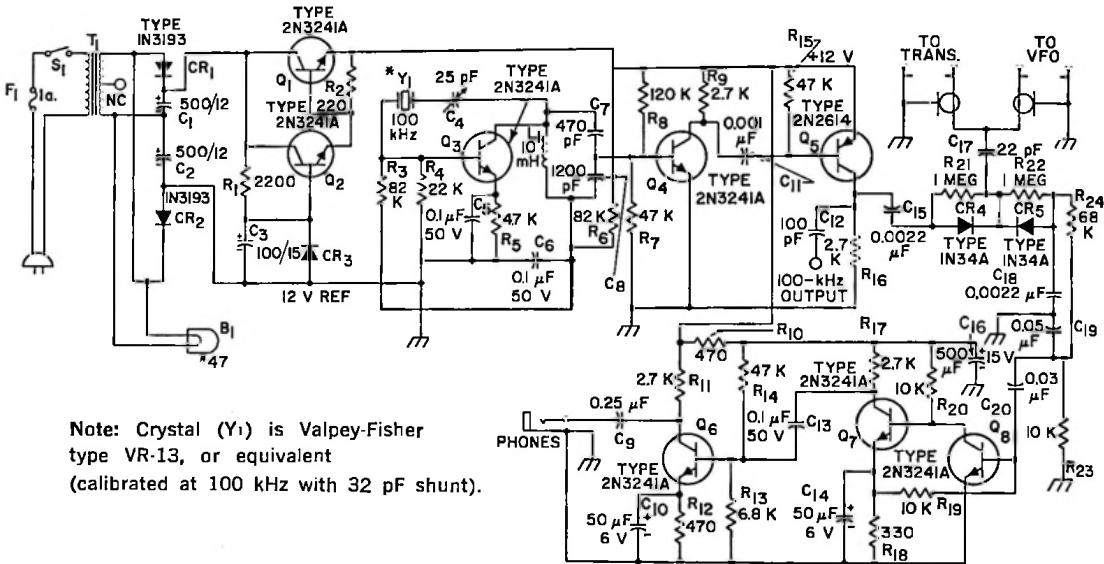 TYPE
1N3193
T1
S1
F1
1a.
NC
CR1
500/12
C1
500/12
C2
1N3193
CR2
B1
*47
TYPE
2N3241A
Q1
TYPE
2N3241A
R2
220
Q2
R1
2200
C3
100/15
CR3
12 V REF
*Y1
100
kHz
25 pF
C4
TYPE
2N3241A
Q3
L1
10
mH
C7
470
pF
1200
pF
R3
82
K
R4
22 K
0.1 µF
50 V
C5
47 K
R5
C6
0.1 µF
50 V
82 K
R6
C8
47 K
R7
120 K
R8
R9
2.7 K
0.001
µF
Q4
TYPE
2N3241A
C11
R15
+12 V
47 K
TYPE
2N2614
Q5
100
pF
C12
2.7
K
R16
100-kHz
OUTPUT
C15
0.0022
µF
TO
TRANS.
TO
VFO
C17
22 pF
R21
1 MEG
R22
1 MEG
CR4
CR5
TYPE
1N34A
TYPE
1N34A
R24
68
K
C18
0.0022 µF
0.05
µF
C19
0.03
µF
C20
10 K
R23
R10
470
2.7 K
R11
0.25 µF
C9
PHONES
Q6
TYPE
2N3241A
C10
50 µF
6 V
R12
470
R13
6.8 K
47 K
R14
0.1 µF
50 V
C13
R17
2.7 K
TYPE
2N3241A
Q7
10 K
R20
C16
500
µF
15 V
Q8
TYPE
2N3241A
C14
50 µF
6 V
10 K
R19
330
R18
Note: Crystal (Y1) is Valpey-Fisher
type VR-13, or equivalent
(calibrated at 100 kHz with 32 pF shunt).